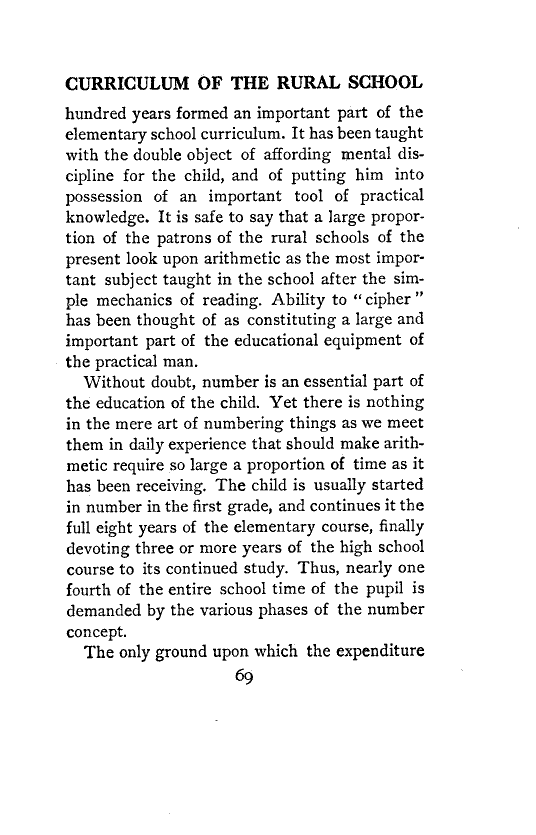 CURRICULUM OF THE RURAL SCHOOL
hundred years formed an important part of the
elementary school curriculum. It has been taught
with the double object of affording mental dis-
cipline for the child, and of putting him into
possession of an important tool of practical
knowledge. It is safe to say that a large propor-
tion of the patrons of the rural schools of the
present look upon arithmetic as the most impor-
tant subject taught in the school after the sim-
ple mechanics of reading. Ability to "cipher"
has been thought of as constituting a large and
important part of the educational equipment of
the practical man.
Without doubt, number is an essential part of
the education of the child. Yet there is nothing
in the mere art of numbering things as we meet
them in daily experience that should make arith-
metic require so large a proportion of time as it
has been receiving. The child is usually started
in number in the first grade, and continues it the
full eight years of the elementary course, finally
devoting three or more years of the high school
course to its continued study. Thus, nearly one
fourth of the entire school time of the pupil is
demanded by the various phases of the number
concept.
The only ground upon which the expenditure
69